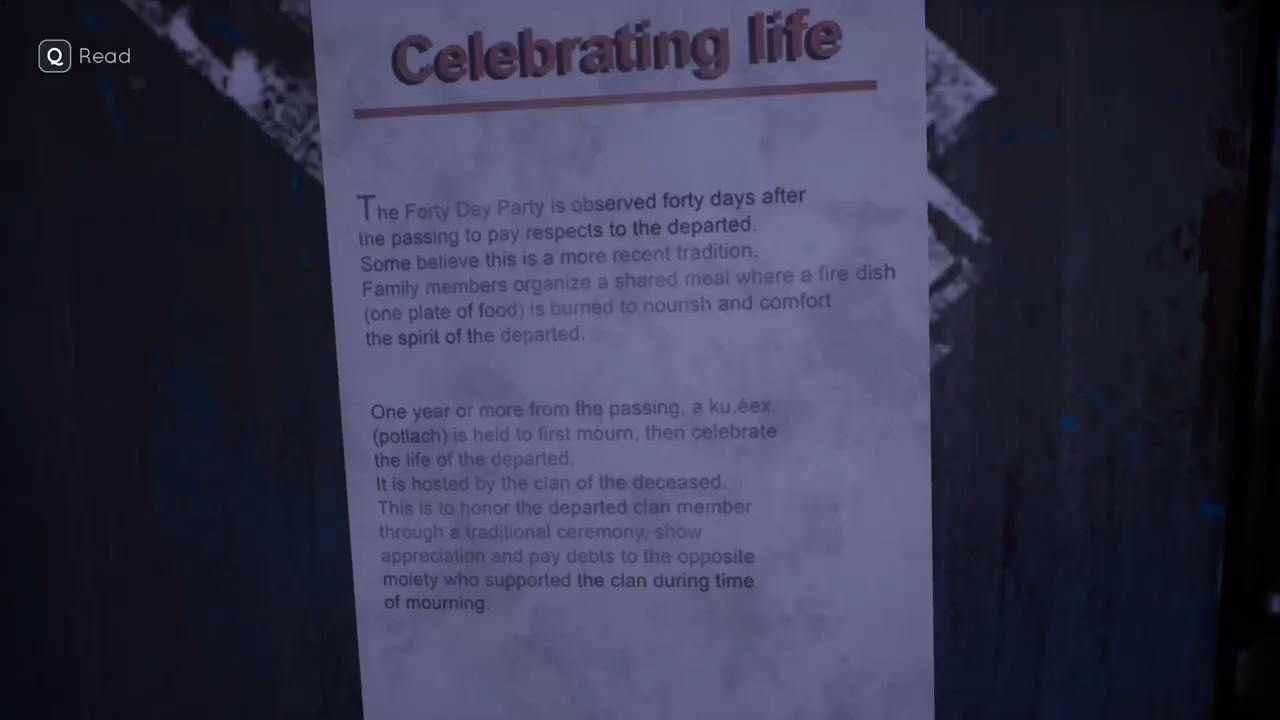 Q Read
Celebrating life
The Forty Day Party is observed forty days after
the passing to pay respects to the departed.
Some believe this is a more recent tradition.
Family members organize a shared meal where a fire dish
(one plate of food) is burned to nourish and comfort
the spirit of the departed.
One year or more from the passing, a ku.éex
(potlach) is held to first mourn, then celebrate
the life of the departed.
It is hosted by the clan of the deceased.
This is to honor the departed clan member
through a traditional ceremony, show
appreciation and pay debts to the opposite
moiety who supported the clan during time
of mourning.